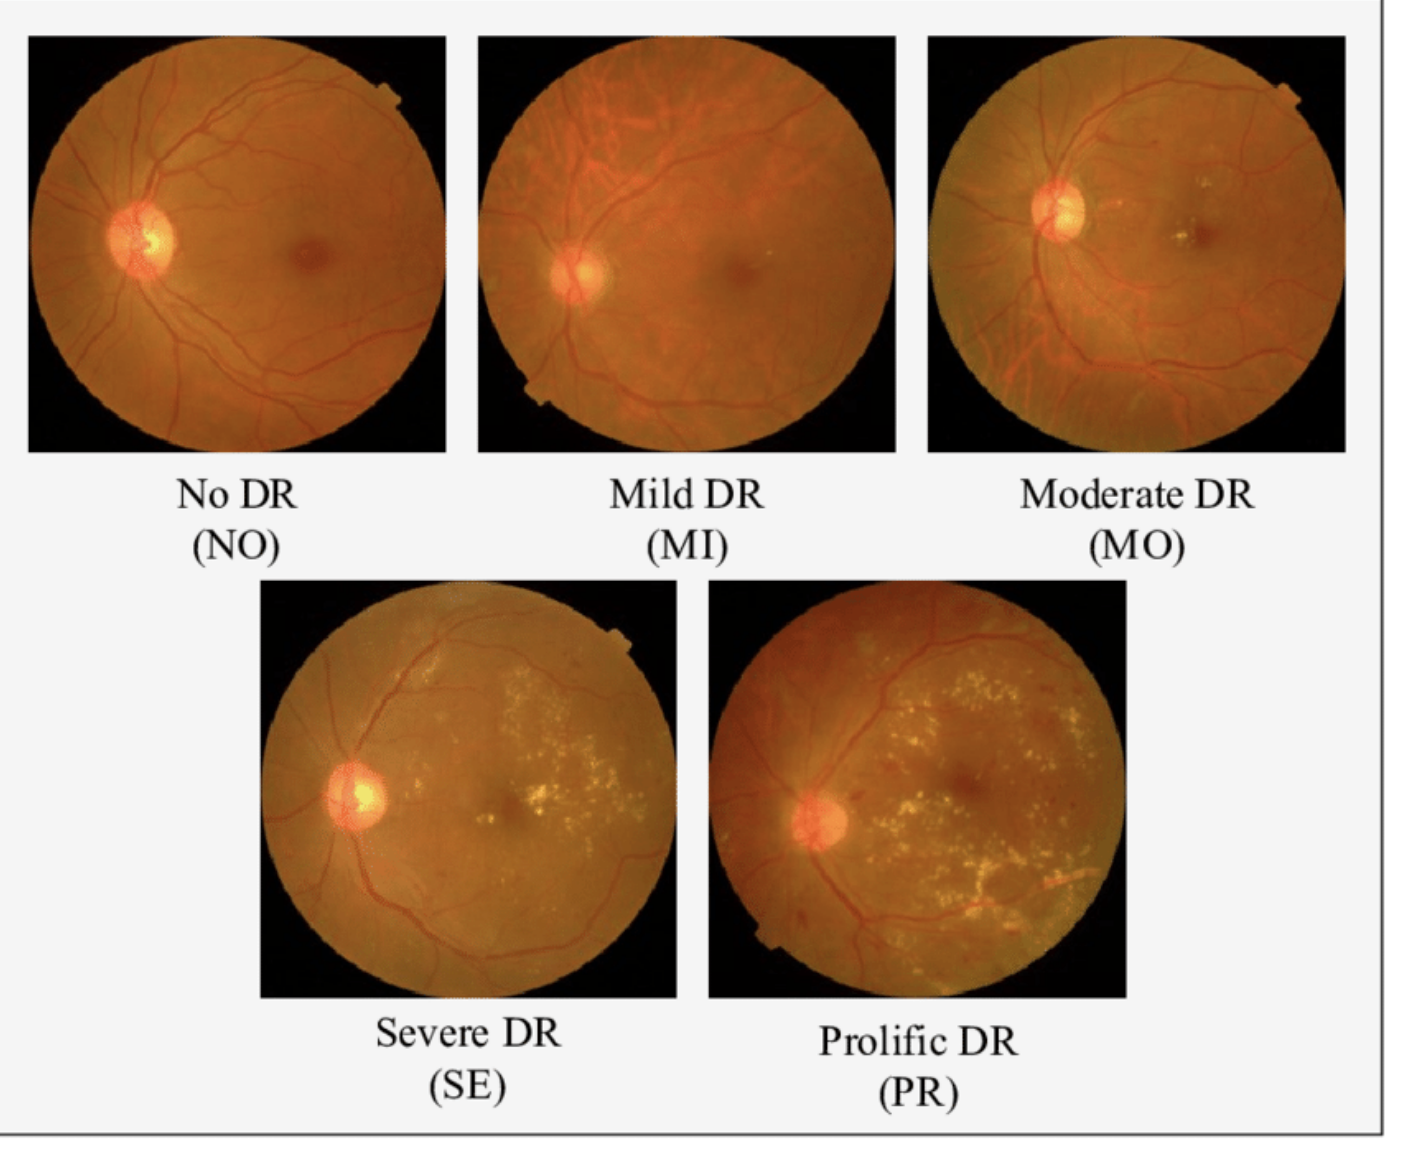 No DR
(NO)
Mild DR
(MI)
Moderate DR
(MO)
Severe DR
(SE)
Prolific DR
(PR)